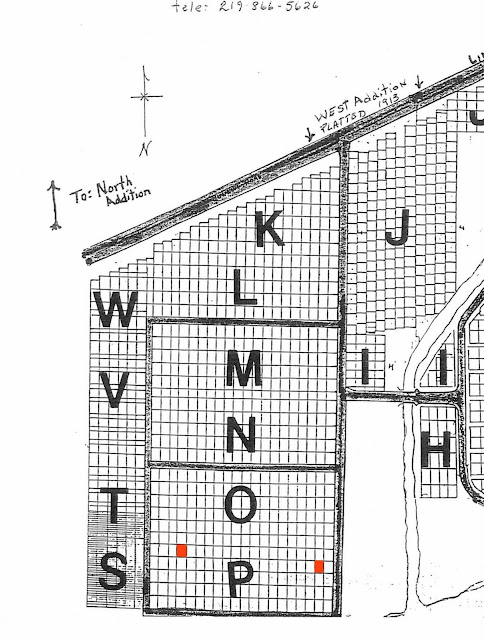 tele: 219-866-5626
WEST Addition
PLATTED 1913
N
To: North
Addition
K
J
L
W
M
I
I
V
N
H
T
O
S
P